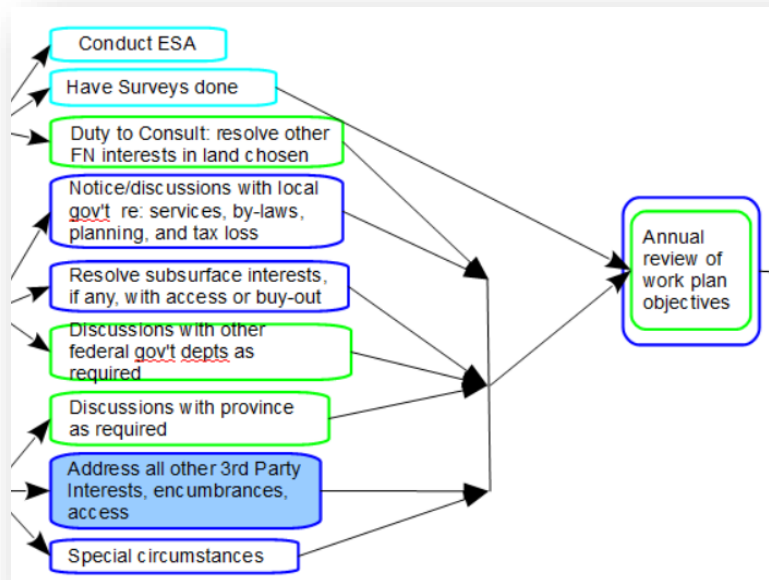 Conduct ESA
Have Surveys done
Duty to Consult: resolve other
FN interests in land chosen
Notice/discussions with local
gov't re: services, by-laws,
planning, and tax loss
Resolve subsurface interests,
if any, with access or buy-out
Discussions with other
federal gov't depts as
required
Discussions with province
as required
Address all other 3rd Party
Interests, encumbrances,
access
Special circumstances
Annual
review of
work plan
objectives